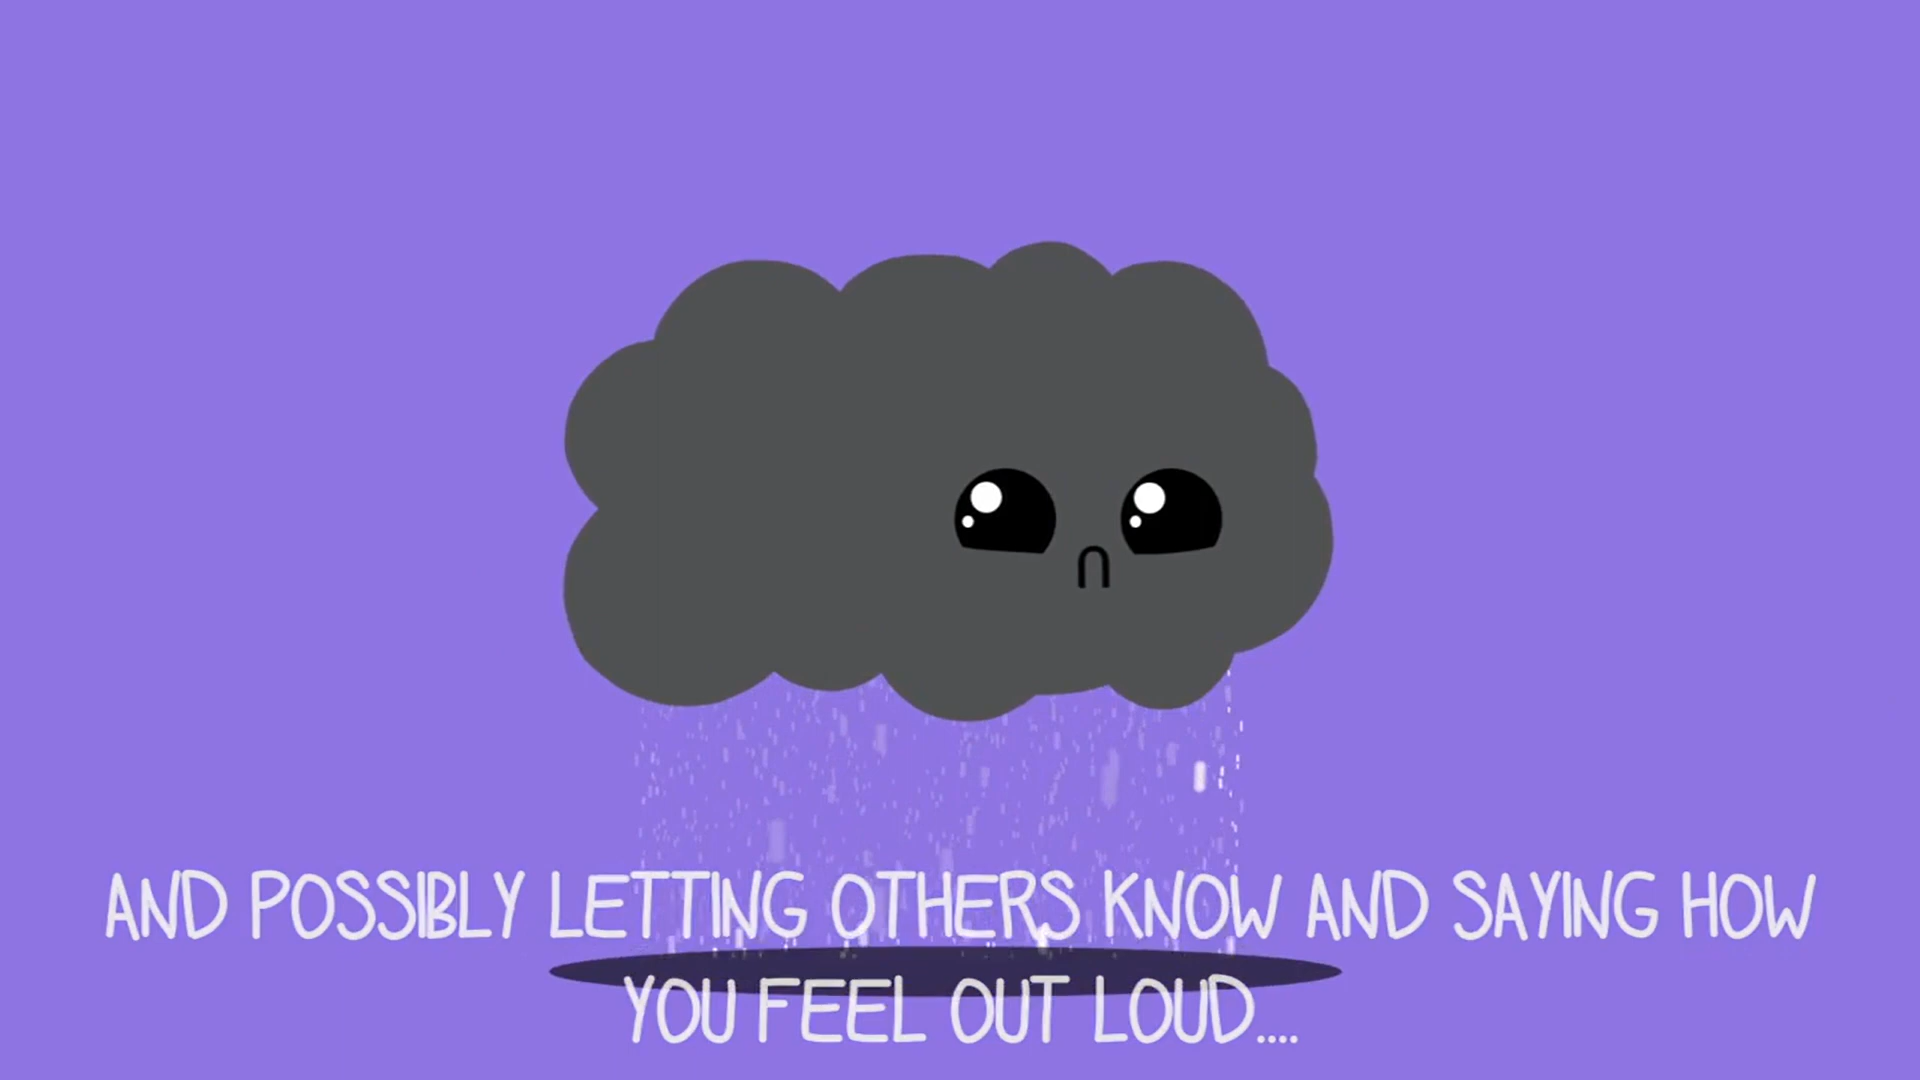 AND POSSIBLY LETTING OTHERS KNOW AND SAYING HOW
YOU FEEL OUT LOUD....